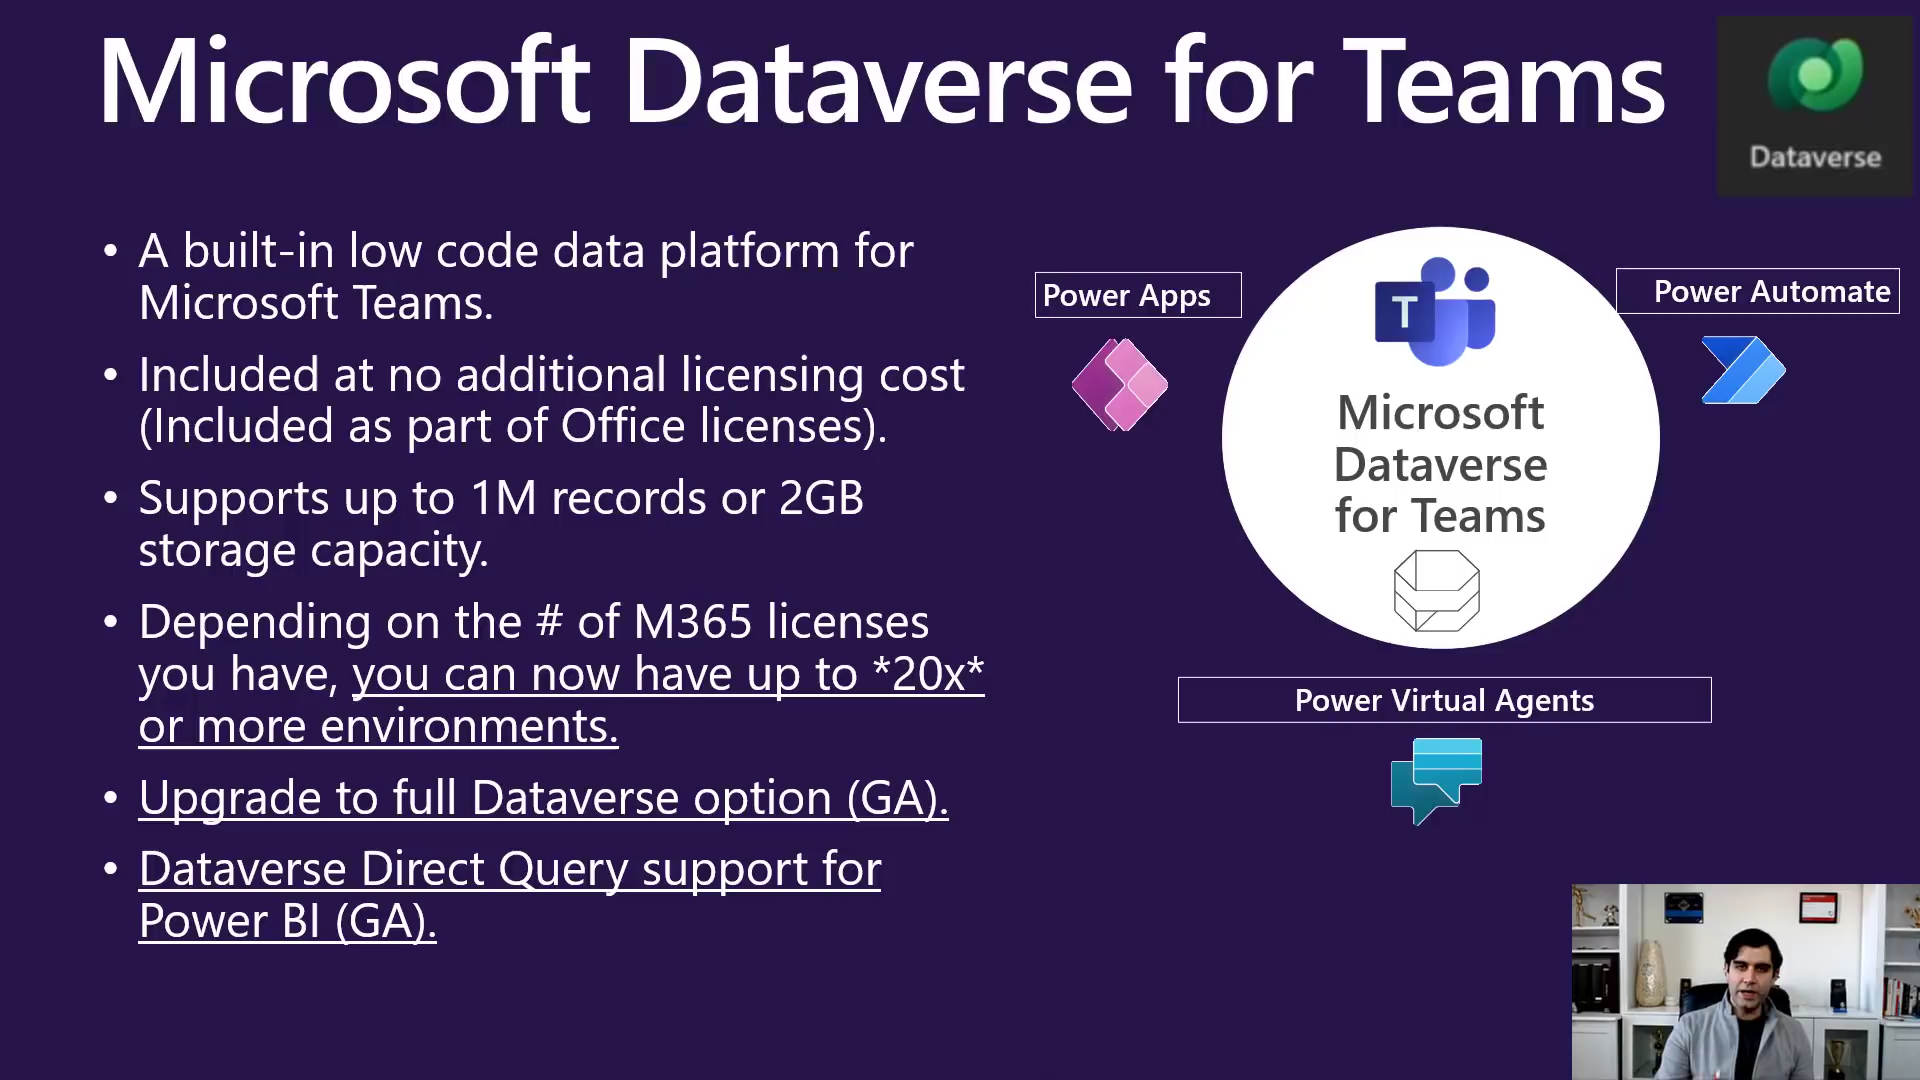 Microsoft Dataverse for Teams
Dataverse
• A built-in low code data platform for
Microsoft Teams.
• Included at no additional licensing cost
(Included as part of Office licenses).
• Supports up to 1M records or 2GB
storage capacity.
• Depending on the # of M365 licenses
you have, you can now have up to *20x*
or more environments.
• Upgrade to full Dataverse option (GA).
• Dataverse Direct Query support for
Power BI (GA).
Power Apps
T
Microsoft
Dataverse
for Teams
Power Automate
Power Virtual Agents